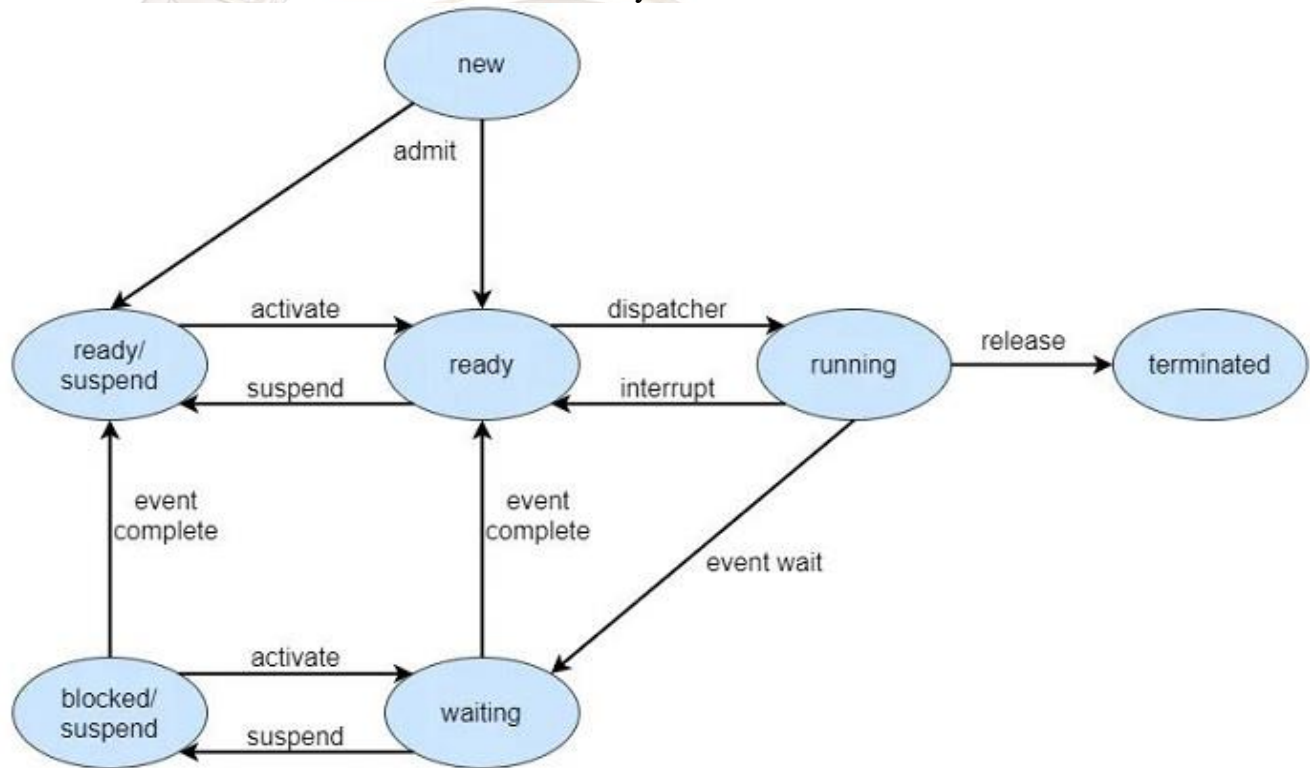 new
admit
activate
dispatcher
release
ready/
suspend
ready
running
terminated
suspend
interrupt
event
complete
event
complete
event wait
activate
blocked/
suspend
waiting
suspend